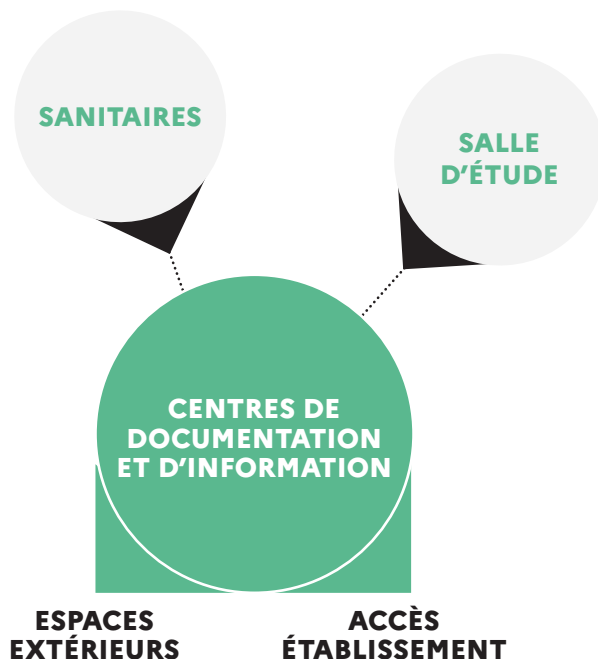 SANITAIRES
SALLE
D’ÉTUDE
CENTRES DE
DOCUMENTATION
ET D’INFORMATION
ESPACES
EXTÉRIEURS
ACCÈS
ÉTABLISSEMENT